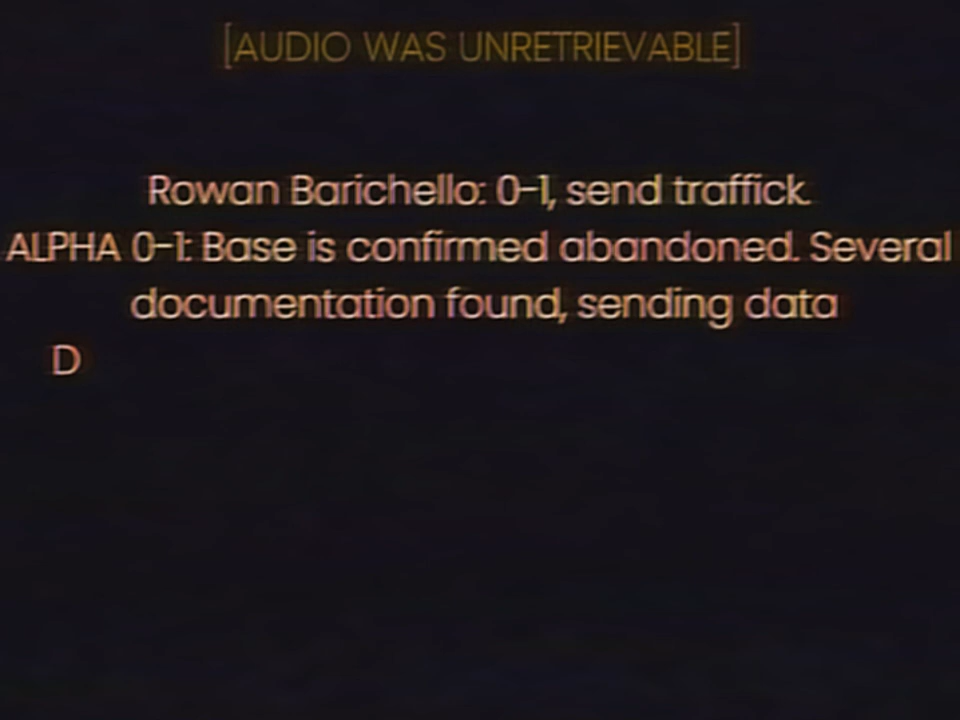 [AUDIO WAS UNRETRIEVABLE]
Rowan Barichello: 0-1, send traffick.
ALPHA 0-1: Base is confirmed abandoned. Several
documentation found, sending data
D